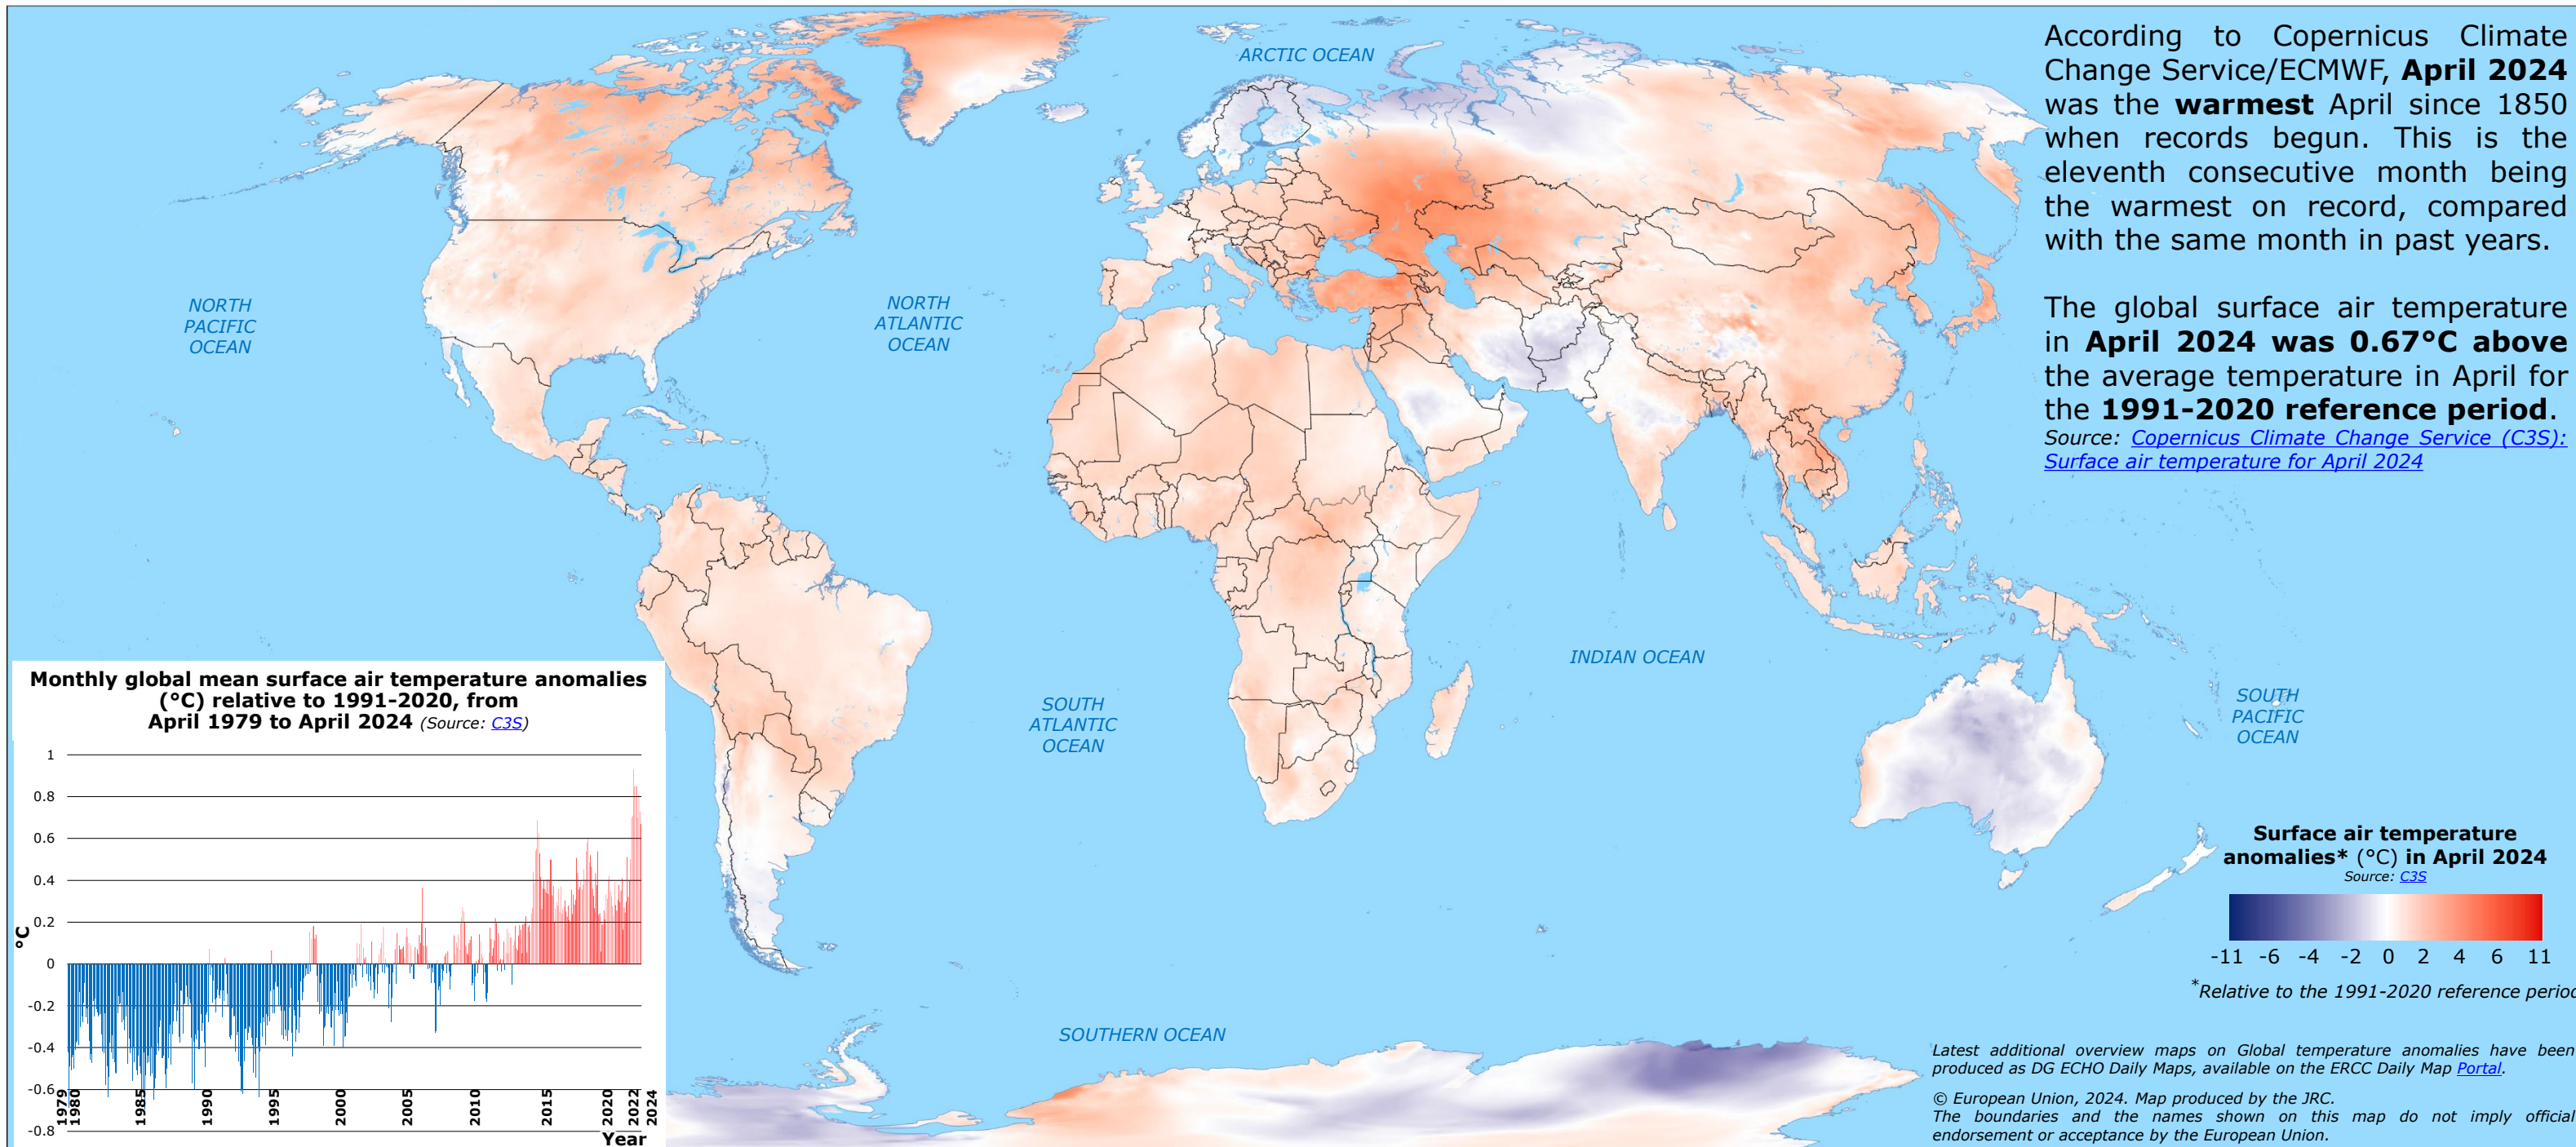 According to Copernicus Climate
Change Service/ECMWF, April 2024
was the warmest April since 1850
when records begun. This is the
eleventh consecutive month being
the warmest on record, compared
with the same month in past years.
The global surface air temperature
in April 2024 was 0.67°C above
the average temperature in April for
the 1991-2020 reference period.
Source: Copernicus Climate Change Service (C3S):
Surface air temperature for April 2024
ARCTIC OCEAN
NORTH
PACIFIC
OCEAN
NORTH
ATLANTIC
OCEAN
INDIAN OCEAN
SOUTH
ATLANTIC
OCEAN
SOUTH
PACIFIC
OCEAN
SOUTHERN OCEAN
Monthly global mean surface air temperature anomalies
(°C) relative to 1991-2020, from
April 1979 to April 2024 (Source: C3S)
1
0.8
0.6
0.4
0.2
0
-0.2
-0.4
-0.6
-0.8
°C
1979
1980
1985
1990
1995
2000
2005
2010
2015
2020
2022
2024
Year
Surface air temperature
anomalies* (°C) in April 2024
Source: C3S
-11 -6 -4 -2 0 2 4 6 11
*Relative to the 1991-2020 reference period
Latest additional overview maps on Global temperature anomalies have been
produced as DG ECHO Daily Maps, available on the ERCC Daily Map Portal.
© European Union, 2024. Map produced by the JRC.
The boundaries and the names shown on this map do not imply official
endorsement or acceptance by the European Union.